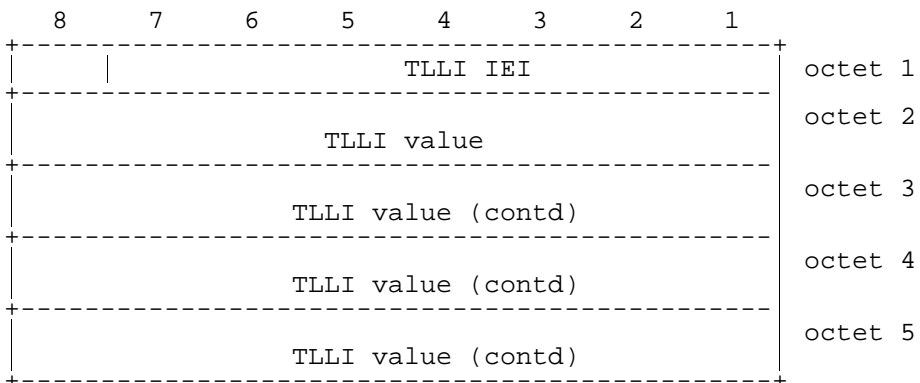 8 7 6 5 4 3 2 1
TLLI IEI octet 1
octet 2
TLLI value
octet 3
TLLI value (contd)
octet 4
TLLI value (contd)
octet 5
TLLI value (contd)